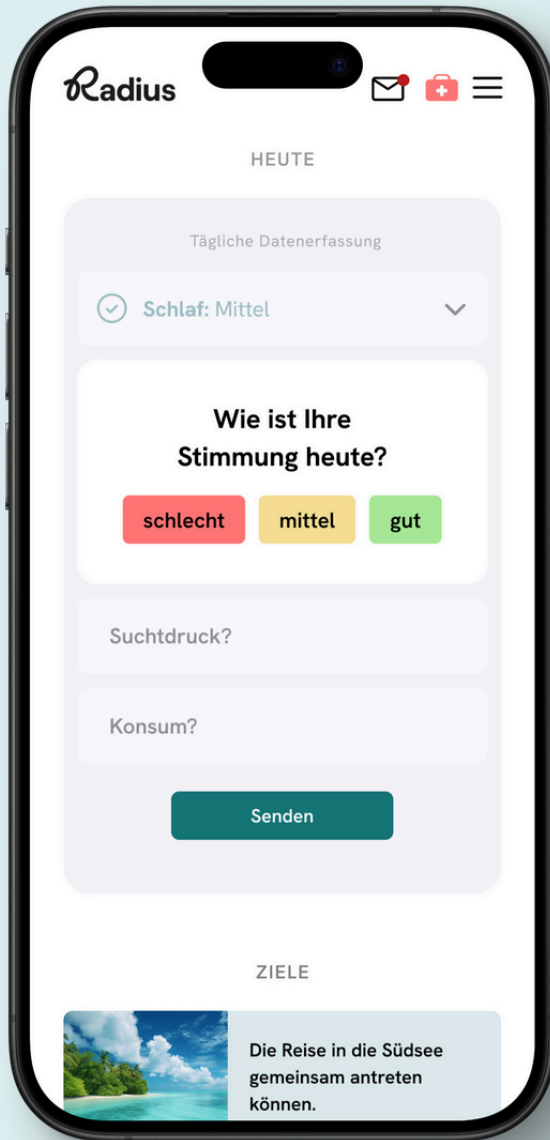 Radius
HEUTE
Tägliche Datenerfassung
Schlaf: Mittel
Wie ist Ihre
Stimmung heute?
schlecht
mittel
gut
Suchtdruck?
Konsum?
Senden
ZIELE
Die Reise in die Südsee
gemeinsam antreten
können.